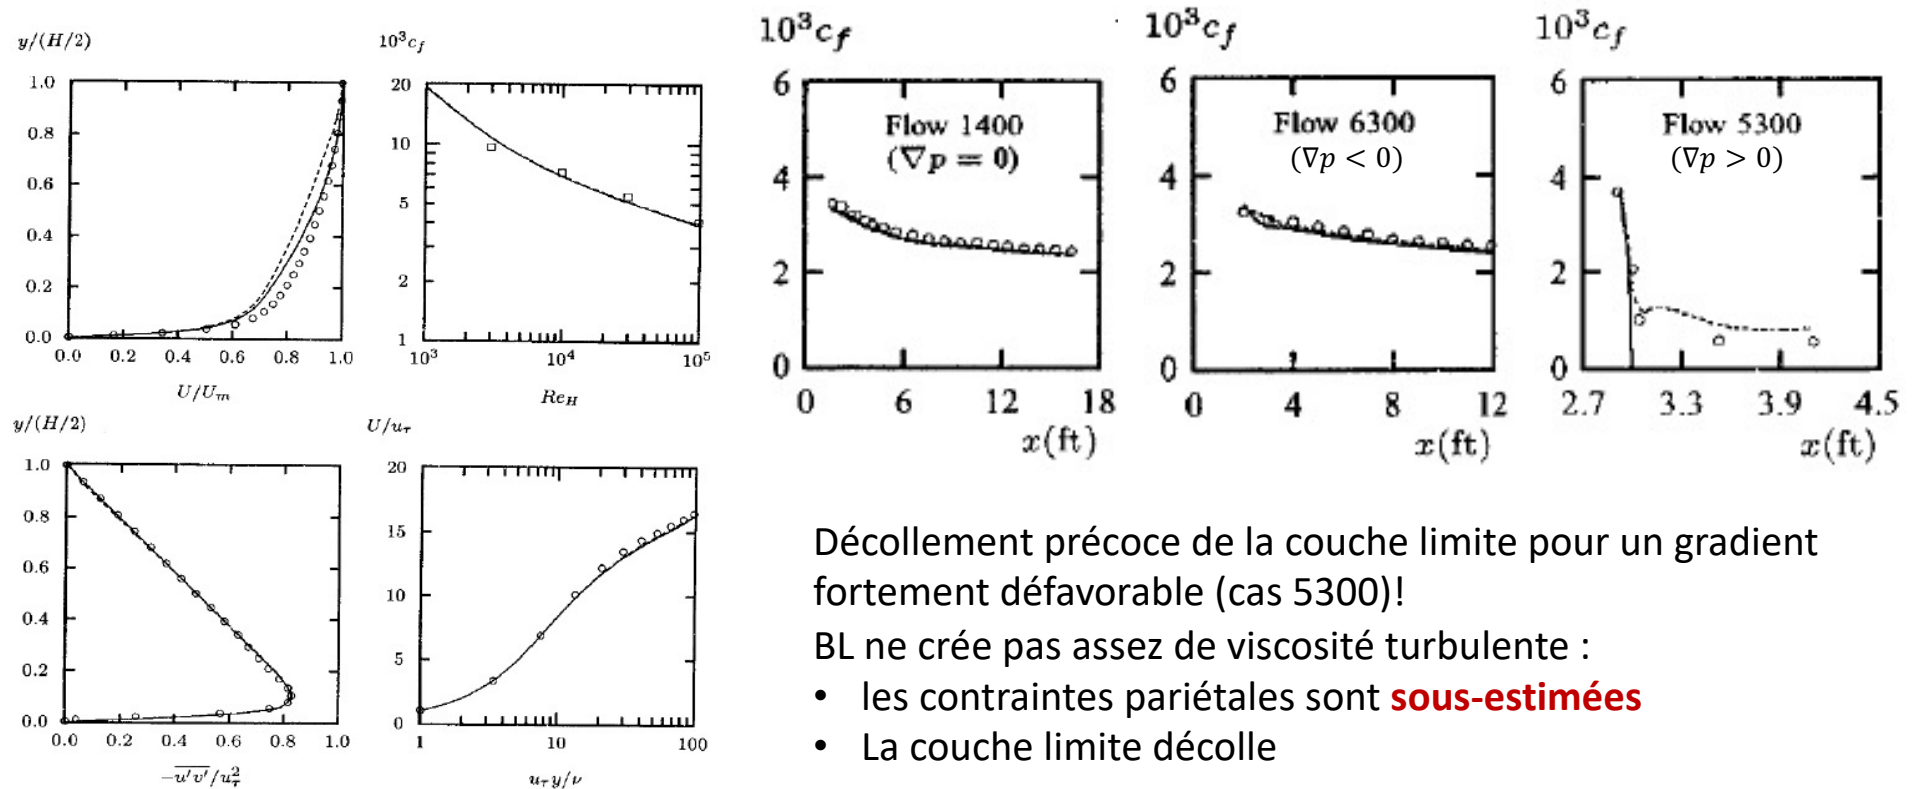 y/(H/2)
1.0
0.8
0.6
0.4
0.2
0.0
0.0 0.2 0.4 0.6 0.8 1.0
U/U_m
10³c_f
20
10
5
2
1
10³ 10⁴ 10⁵
Re_H
y/(H/2)
1.0
0.8
0.6
0.4
0.2
0.0
0.0 0.2 0.4 0.6 0.8 1.0
-u'v'/u_τ²
U/u_τ
20
15
10
5
0
1 10 100
u_τ y/ν
10³c_f
6
4
2
0
Flow 1400
(∇p = 0)
0 6 12 18
x(ft)
10³c_f
6
4
2
0
Flow 6300
(∇p < 0)
0 4 8 12
x(ft)
10³c_f
6
4
2
0
Flow 5300
(∇p > 0)
2.7 3.3 3.9 4.5
x(ft)
Décollement précoce de la couche limite pour un gradient
fortement défavorable (cas 5300)!
BL ne crée pas assez de viscosité turbulente :
• les contraintes pariétales sont sous-estimées
• La couche limite décolle